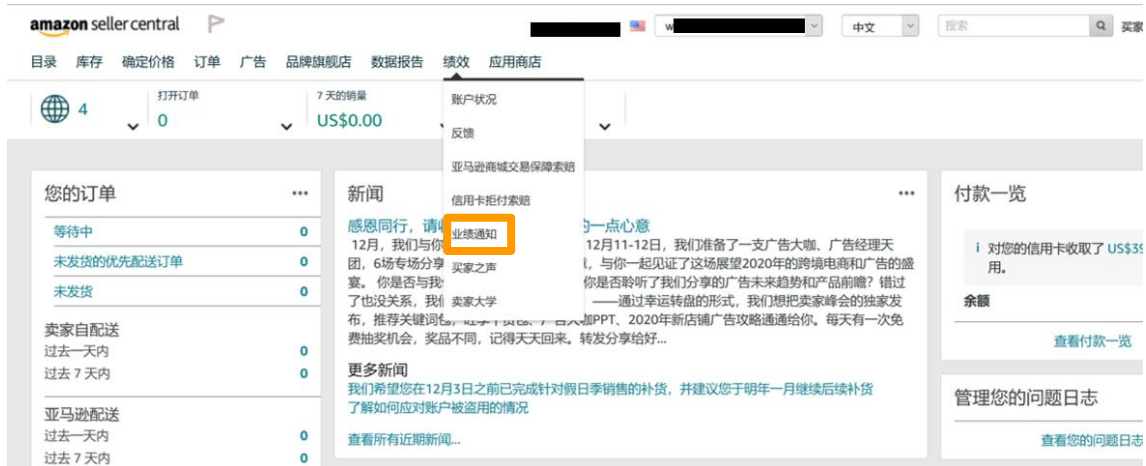 amazon seller central
w
中文
搜索
买家
目录 库存 确定价格 订单 广告 品牌旗舰店 数据报告 绩效 应用商店
4
打开订单
0
7 天的销量
US$0.00
账户状况
反馈
亚马逊商城交易保障索赔
信用卡拒付索赔
业绩通知
买家之声
卖家大学
您的订单
等待中 0
未发货的优先配送订单 0
未发货 0
卖家自配送
过去一天内 0
过去 7 天内 0
亚马逊配送
过去一天内 0
过去 7 天内 0
新闻
感恩同行，请 的一点心意
12月，我们与你 12月11-12日，我们准备了一支广告大咖、广告经理天
团，6场专场分享 ，与你一起见证了这场展望2020年的跨境电商和广告的盛
宴。 你是否与我 你是否聆听了我们分享的广告未来趋势和产品前瞻？错过
了也没关系，我们 ——通过幸运转盘的形式，我们想把卖家峰会的独家发
布，推荐关键词 PPT、2020年新店铺广告攻略通通给你。每天有一次免
费抽奖机会，奖品不同，记得天天回来。转发分享给好...
更多新闻
我们希望您在12月3日之前已完成针对假日季销售的补货，并建议您于明年一月继续后续补货
了解如何应对账户被盗用的情况
查看所有近期新闻...
付款一览
对您的信用卡收取了 US$39
用。
余额
查看付款一览
管理您的问题日志
查看您的问题日志